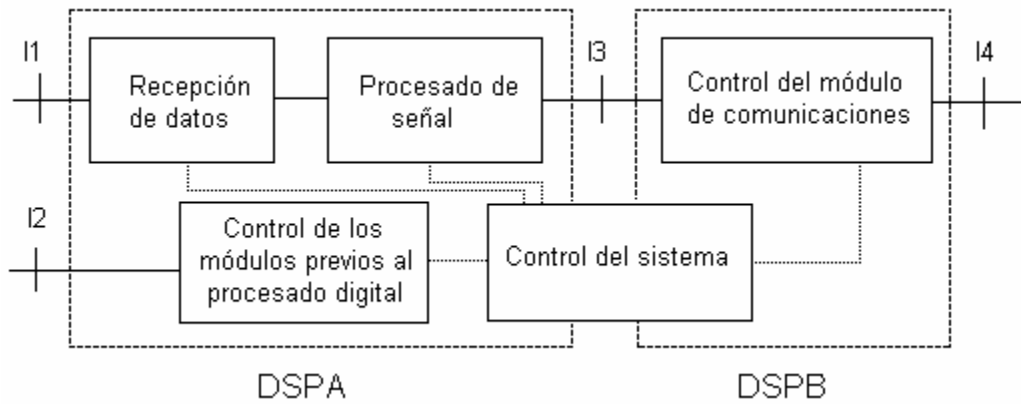 I1
Recepción
de datos
Procesado de
señal
I3
Control del módulo
de comunicaciones
I4
I2
Control de los
módulos previos al
procesado digital
Control del sistema
DSPA
DSPB